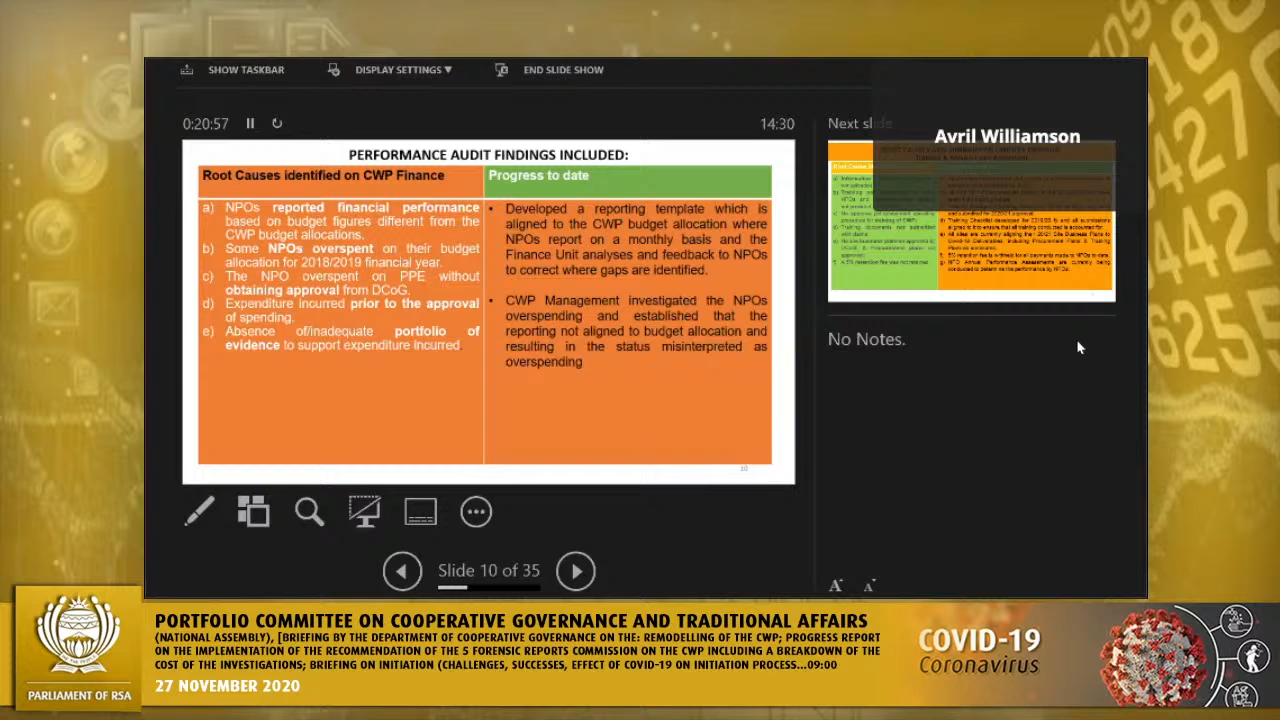 SHOW TASKBAR
DISPLAY SETTINGS ▼
END SLIDE SHOW
0:20:57
14:30
Next slide
Avril Williamson
PERFORMANCE AUDIT FINDINGS INCLUDED:
Root Causes identified on CWP Finance
Progress to date
a) NPOs reported financial performance
based on budget figures different from the
CWP budget allocations.
b) Some NPOs overspent on their budget
allocation for 2018/2019 financial year.
c) The NPO overspent on PPE without
obtaining approval from DCoG.
d) Expenditure incurred prior to the approval
of spending.
e) Absence of/inadequate portfolio of
evidence to support expenditure incurred
• Developed a reporting template which is
aligned to the CWP budget allocation where
NPOs report on a monthly basis and the
Finance Unit analyses and feedback to NPOs
to correct where gaps are identified.
• CWP Management investigated the NPOs
overspending and established that the
reporting not aligned to budget allocation and
resulting in the status misinterpreted as
overspending
10
No Notes.
Slide 10 of 35
A A
PARLIAMENT OF RSA
PORTFOLIO COMMITTEE ON COOPERATIVE GOVERNANCE AND TRADITIONAL AFFAIRS
(NATIONAL ASSEMBLY), [BRIEFING BY THE DEPARTMENT OF COOPERATIVE GOVERNANCE ON THE: REMODELLING OF THE CWP; PROGRESS REPORT
ON THE IMPLEMENTATION OF THE RECOMMENDATION OF THE 5 FORENSIC REPORTS COMMISSION ON THE CWP INCLUDING A BREAKDOWN OF THE
COST OF THE INVESTIGATIONS; BRIEFING ON INITIATION (CHALLENGES, SUCCESSES, EFFECT OF COVID-19 ON INITIATION PROCESS...09:00
27 NOVEMBER 2020
COVID-19
Coronavirus